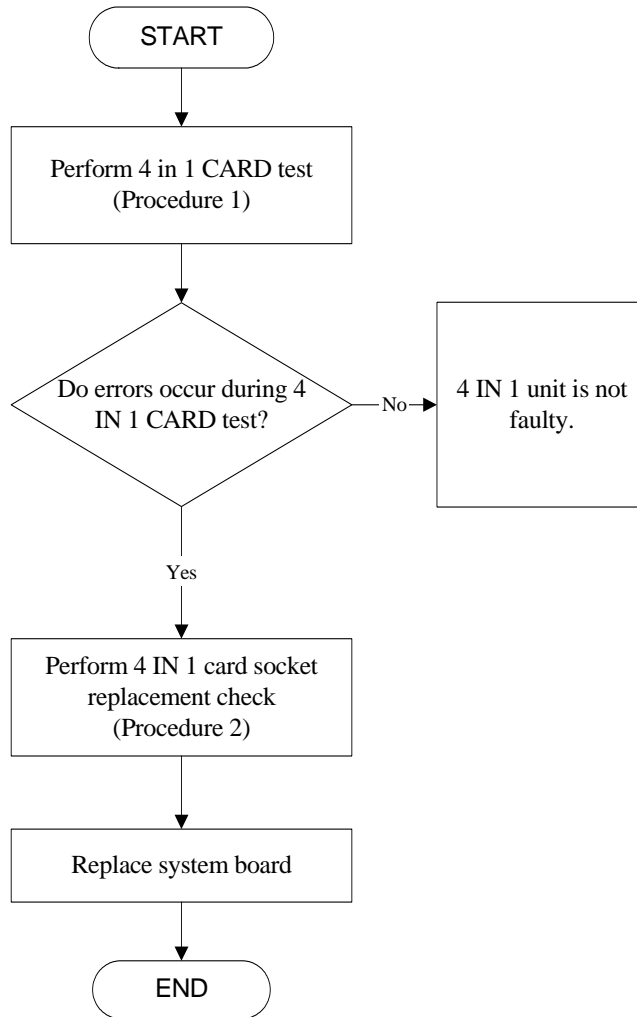 START
Perform 4 in 1 CARD test
(Procedure 1)
Do errors occur during 4
IN 1 CARD test?
No
4 IN 1 unit is not
faulty.
Yes
Perform 4 IN 1 card socket
replacement check
(Procedure 2)
Replace system board
END